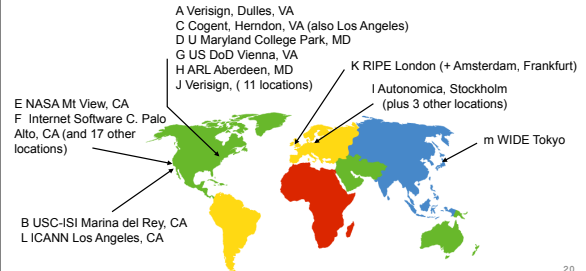 A Verisign, Dulles, VA
C Cogent, Herndon, VA (also Los Angeles)
D U Maryland College Park, MD
G US DoD Vienna, VA
H ARL Aberdeen, MD
J Verisign, ( 11 locations)
K RIPE London (+ Amsterdam, Frankfurt)
I Autonomica, Stockholm
(plus 3 other locations)
E NASA Mt View, CA
F Internet Software C. Palo
Alto, CA (and 17 other
locations)
m WIDE Tokyo
B USC-ISI Marina del Rey, CA
L ICANN Los Angeles, CA
20